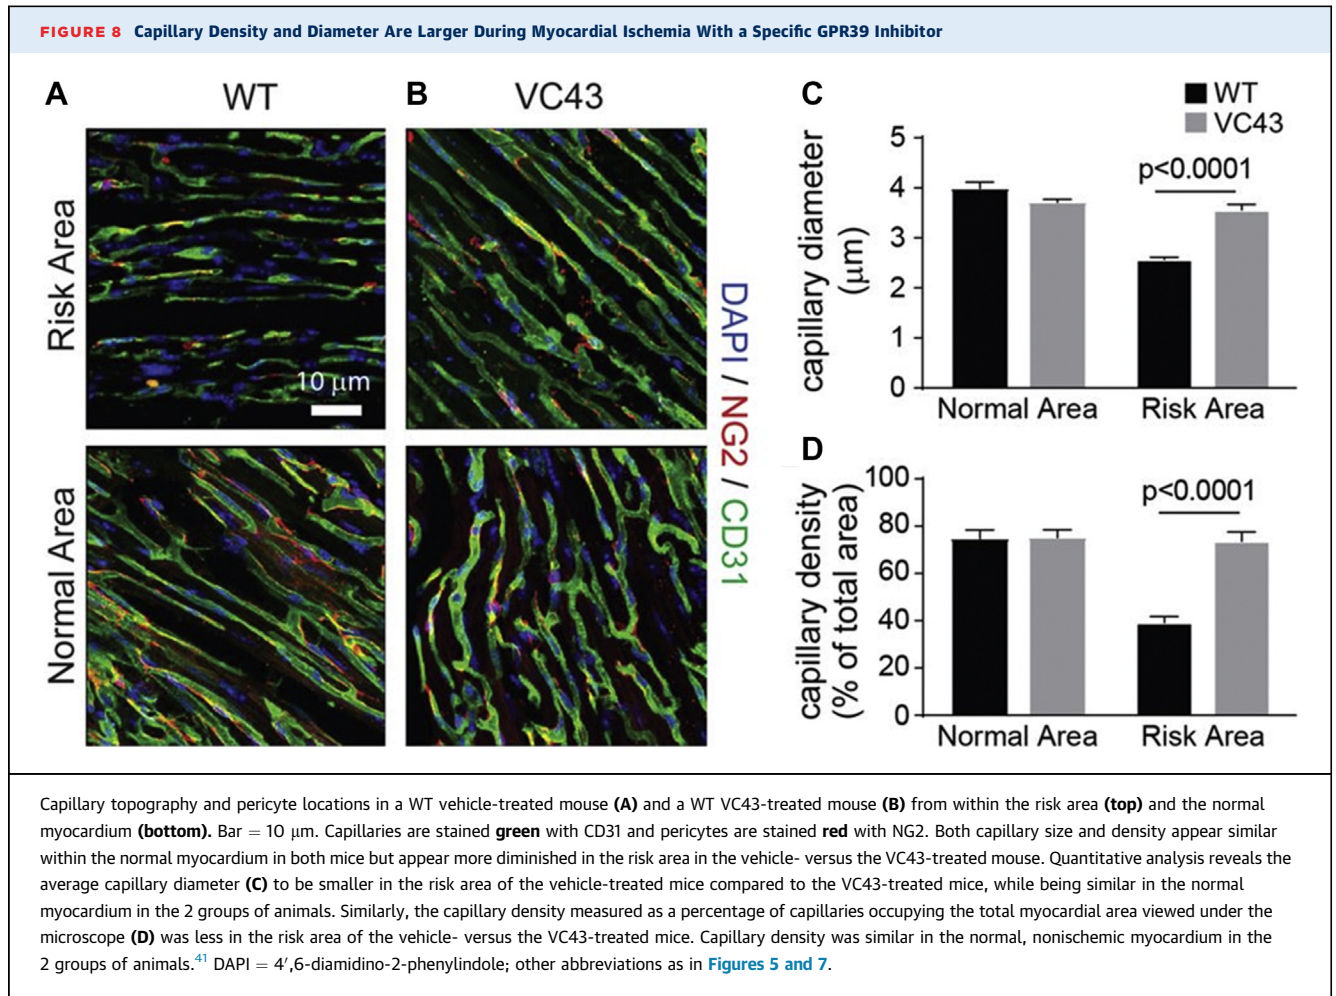 FIGURE 8 Capillary Density and Diameter Are Larger During Myocardial Ischemia With a Specific GPR39 Inhibitor
A
WT
B
VC43
Risk Area
Normal Area
10 μm
DAPI / NG2 / CD31
C
WT
VC43
capillary diameter
(μm)
5
4
3
2
1
0
p<0.0001
Normal Area
Risk Area
D
capillary density
(% of total area)
100
80
60
40
20
0
p<0.0001
Normal Area
Risk Area
Capillary topography and pericyte locations in a WT vehicle-treated mouse (A) and a WT VC43-treated mouse (B) from within the risk area (top) and the normal
myocardium (bottom). Bar = 10 μm. Capillaries are stained green with CD31 and pericytes are stained red with NG2. Both capillary size and density appear similar
within the normal myocardium in both mice but appear more diminished in the risk area in the vehicle- versus the VC43-treated mouse. Quantitative analysis reveals the
average capillary diameter (C) to be smaller in the risk area of the vehicle-treated mice compared to the VC43-treated mice, while being similar in the normal
myocardium in the 2 groups of animals. Similarly, the capillary density measured as a percentage of capillaries occupying the total myocardial area viewed under the
microscope (D) was less in the risk area of the vehicle- versus the VC43-treated mice. Capillary density was similar in the normal, nonischemic myocardium in the
2 groups of animals.41 DAPI = 4′,6-diamidino-2-phenylindole; other abbreviations as in Figures 5 and 7.